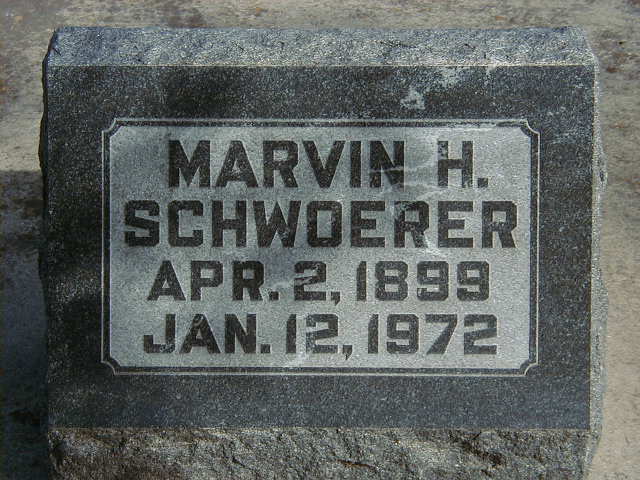 MARVIN H.
SCHWOERER
APR. 2, 1899
JAN. 12, 1972